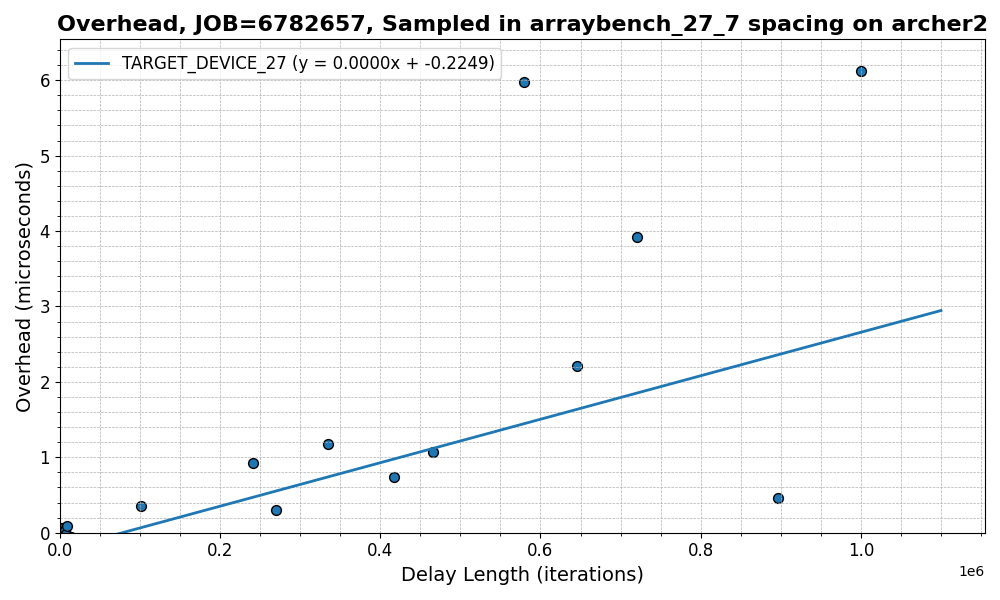 Overhead, JOB=6782657, Sampled in arraybench_27_7 spacing on archer2
TARGET_DEVICE_27 (y = 0.0000x + -0.2249)
Overhead (microseconds)
6
5
4
3
2
1
0
0.0 0.2 0.4 0.6 0.8 1.0
1e6
Delay Length (iterations)